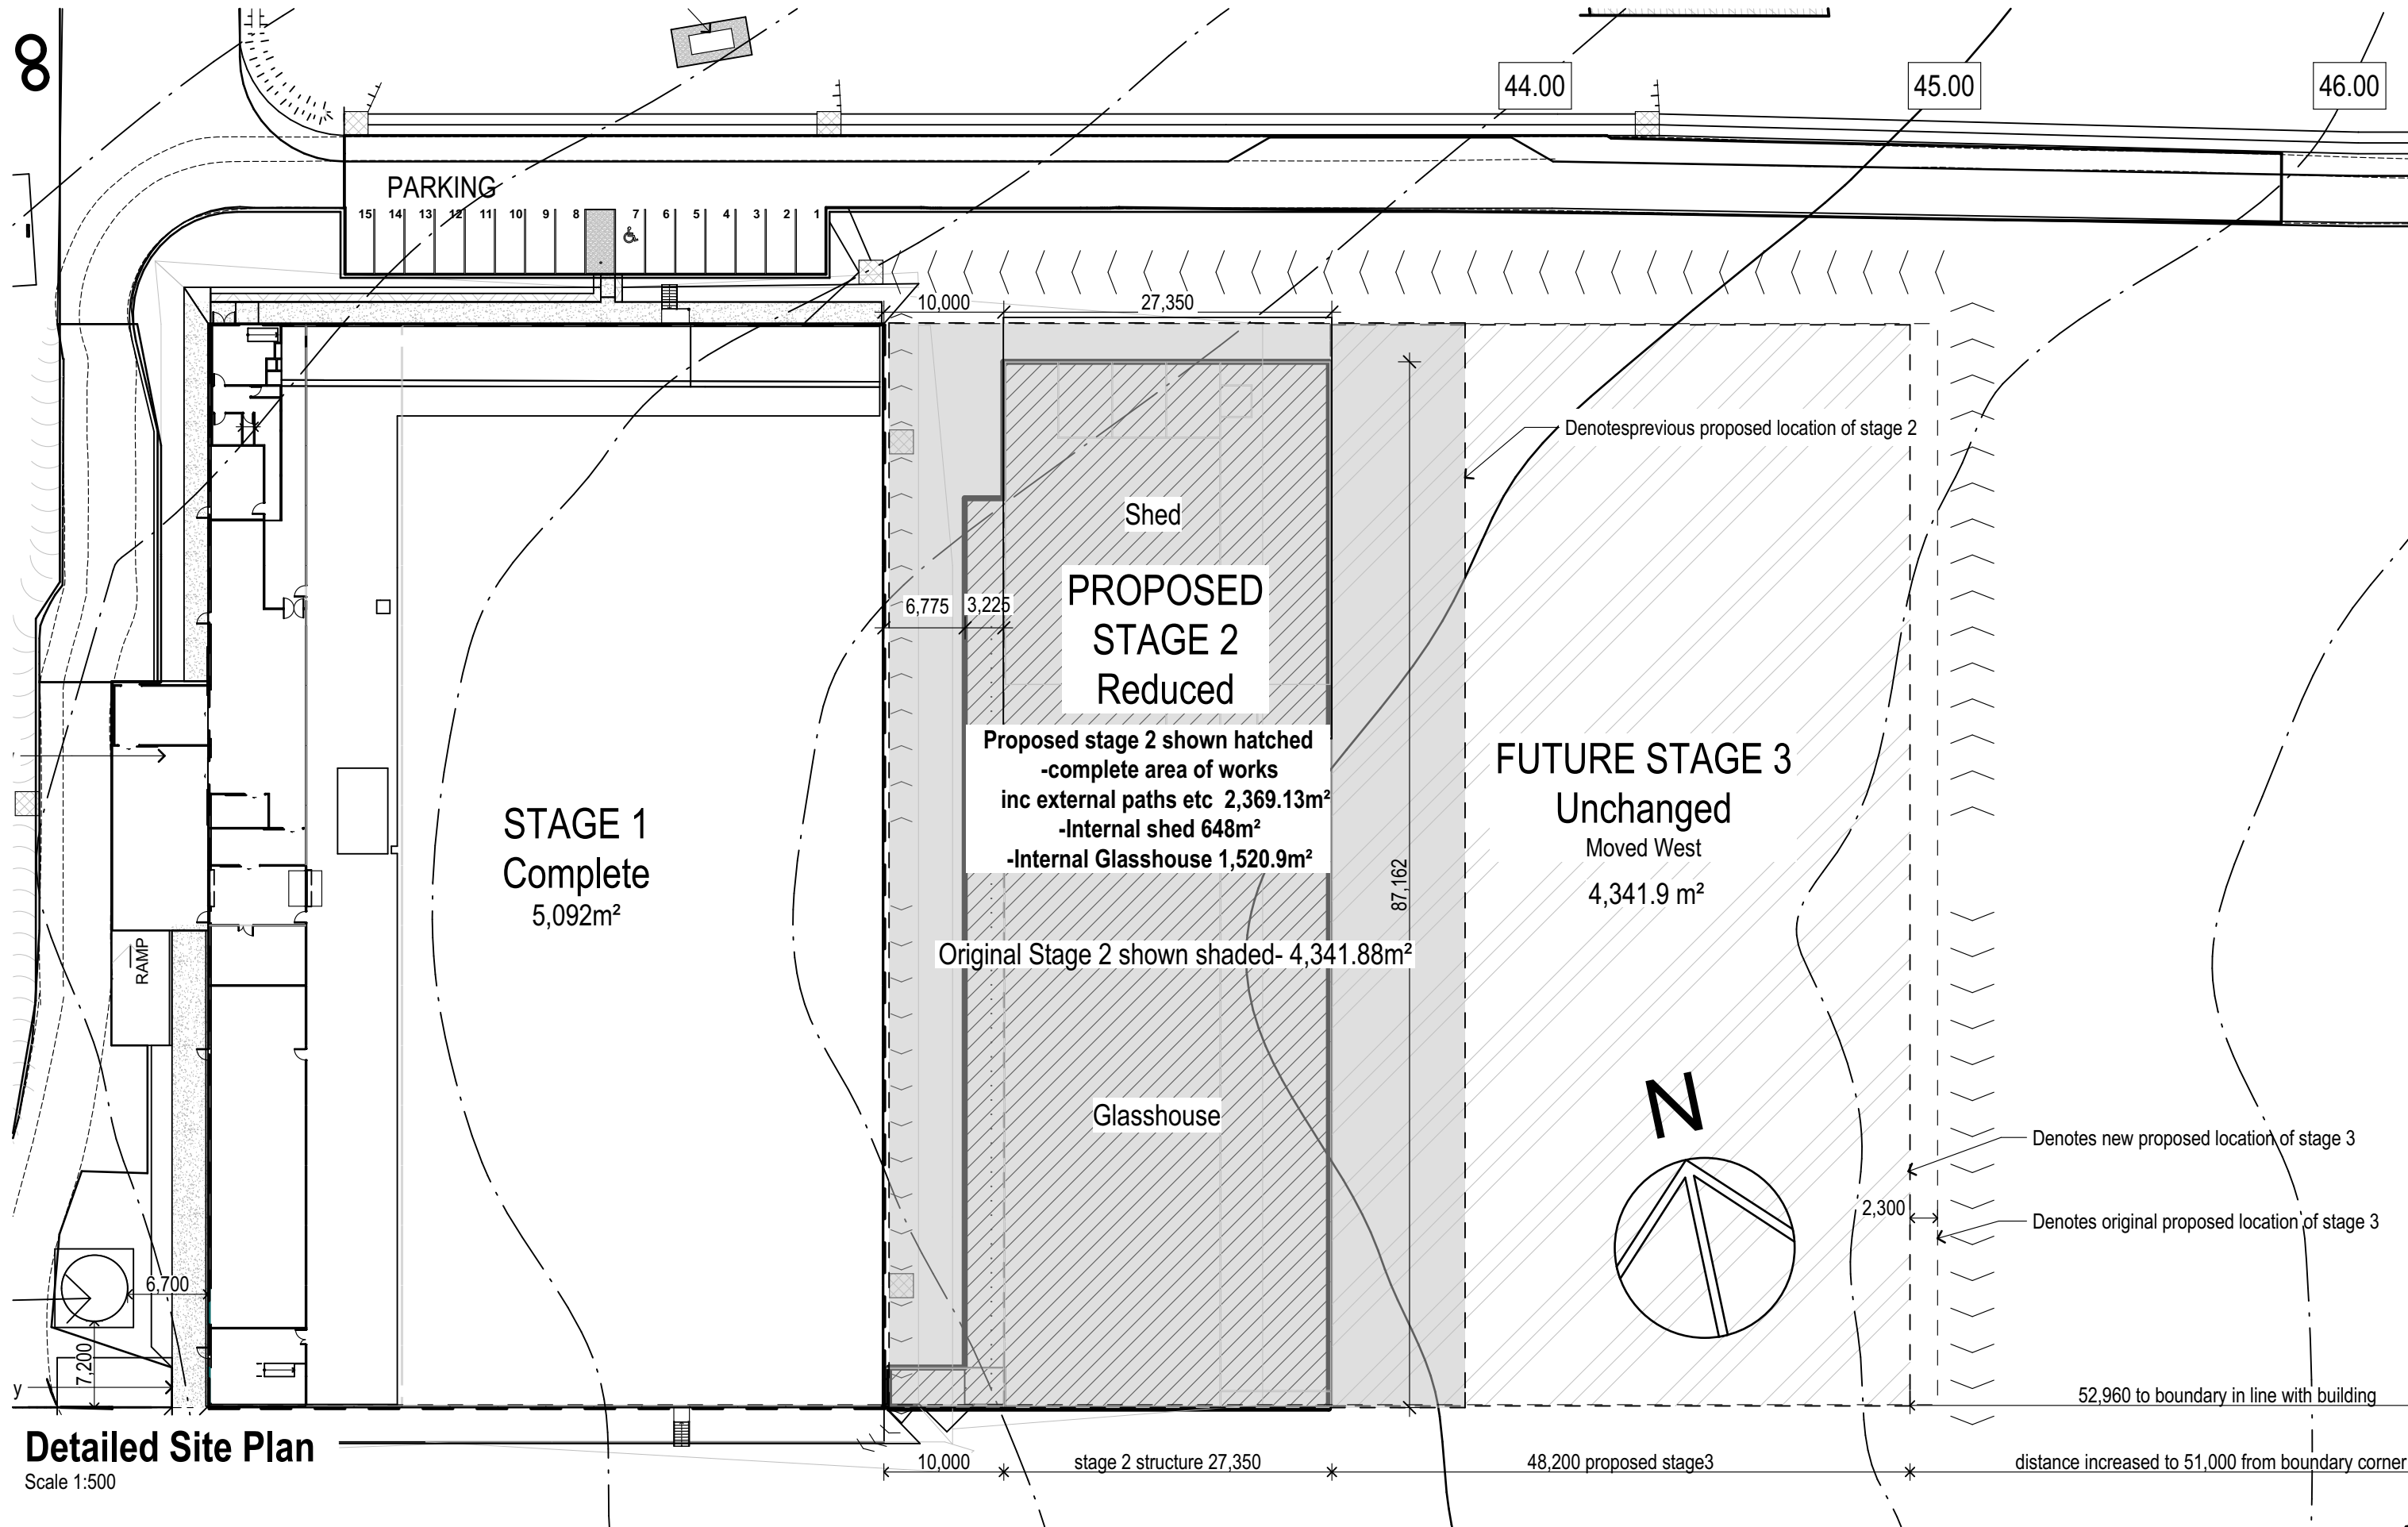 8
44.00
45.00
46.00
PARKING
15 14 13 12 11 10 9 8 7 6 5 4 3 2 1
10,000
27,350
Denotesprevious proposed location of stage 2
Shed
PROPOSED
STAGE 2
Reduced
6,775
3,225
Proposed stage 2 shown hatched
-complete area of works
inc external paths etc 2,369.13m²
-Internal shed 648m²
-Internal Glasshouse 1,520.9m²
STAGE 1
Complete
5,092m²
FUTURE STAGE 3
Unchanged
Moved West
4,341.9 m²
87,162
Original Stage 2 shown shaded- 4,341.88m²
RAMP
Glasshouse
N
Denotes new proposed location of stage 3
2,300
Denotes original proposed location of stage 3
6,700
7,200
y
52,960 to boundary in line with building
Detailed Site Plan
Scale 1:500
10,000
stage 2 structure 27,350
48,200 proposed stage3
distance increased to 51,000 from boundary corner